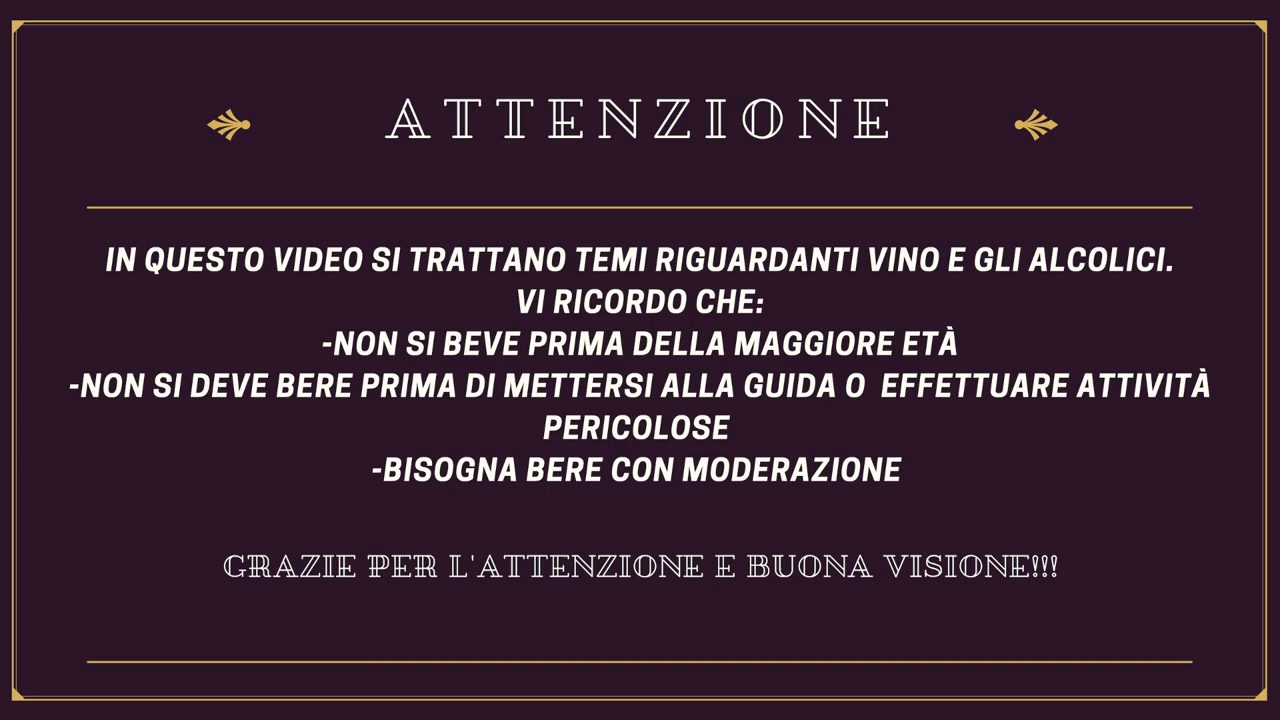 ATTENZIONE
IN QUESTO VIDEO SI TRATTANO TEMI RIGUARDANTI VINO E GLI ALCOLICI.
VI RICORDO CHE:
-NON SI BEVE PRIMA DELLA MAGGIORE ETÀ
-NON SI DEVE BERE PRIMA DI METTERSI ALLA GUIDA O EFFETTUARE ATTIVITÀ
PERICOLOSE
-BISOGNA BERE CON MODERAZIONE
GRAZIE PER L'ATTENZIONE E BUONA VISIONE!!!